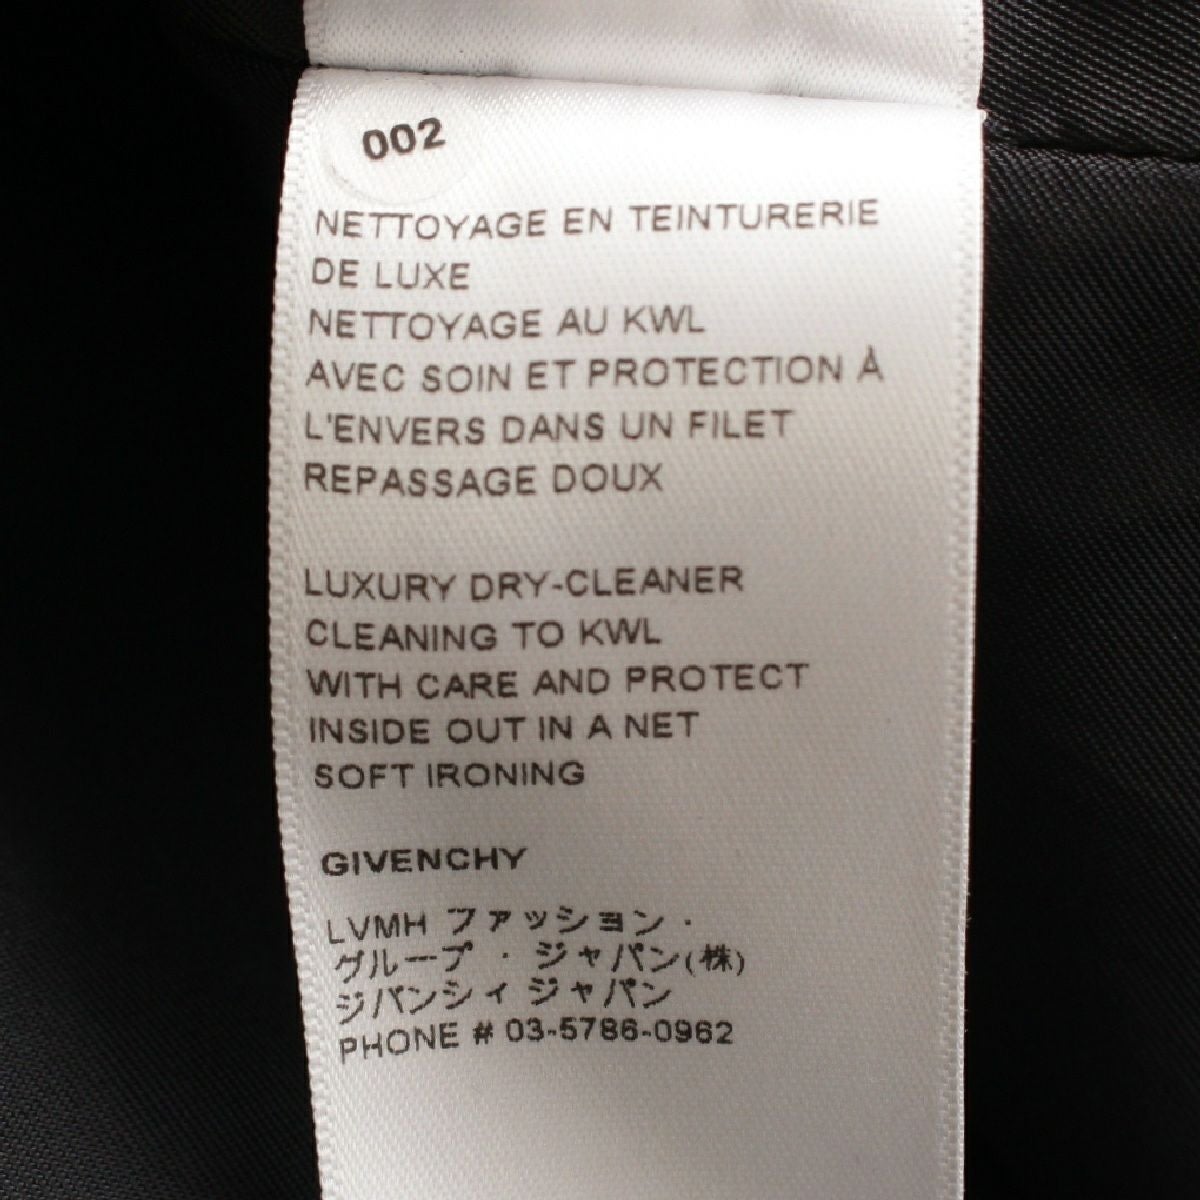 002
NETTOYAGE EN TEINTURERIE
DE LUXE
NETTOYAGE AU KWL
AVEC SOIN ET PROTECTION À
L'ENVERS DANS UN FILET
REPASSAGE DOUX
LUXURY DRY-CLEANER
CLEANING TO KWL
WITH CARE AND PROTECT
INSIDE OUT IN A NET
SOFT IRONING
GIVENCHY
LVMH ファッション・
グループ・ジャパン(株)
ジバンシィ ジャパン
PHONE # 03-5786-0962